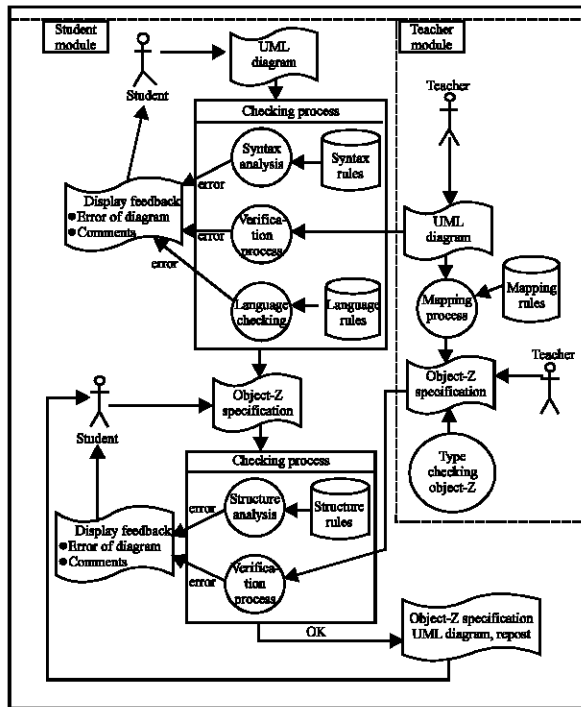 Student
module
Teacher
module
UML
diagram
Student
Teacher
Checking process
Syntax
analysis
Syntax
rules
error
Display feedback
●Error of diagram
●Comments
Verifica-
tion
process
error
UML
diagram
error
Language
checking
Language
rules
Mapping
process
Mapping
rules
Teacher
Object-Z
specification
Object-Z
specification
Student
Type
checking
object-Z
Checking process
Structure
analysis
Structure
rules
error
Display feedback
●Error of diagram
●Comments
Verifica-
tion
process
error
OK
Object-Z specification
UML diagram, repost